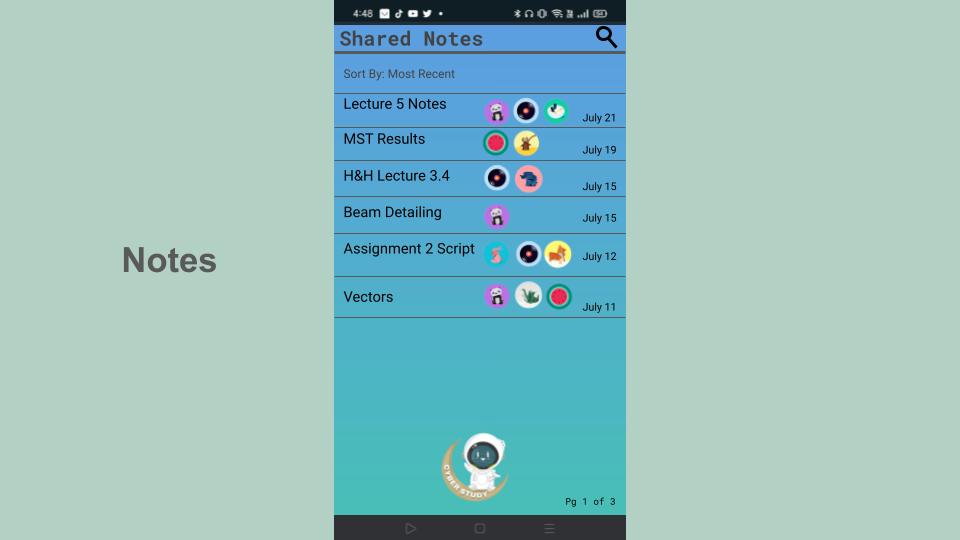 4:48
Shared Notes
Sort By: Most Recent
Lecture 5 Notes
July 21
MST Results
July 19
H&H Lecture 3.4
July 15
Beam Detailing
July 15
Notes
Assignment 2 Script
July 12
Vectors
July 11
CYBER STUDY
Pg 1 of 3